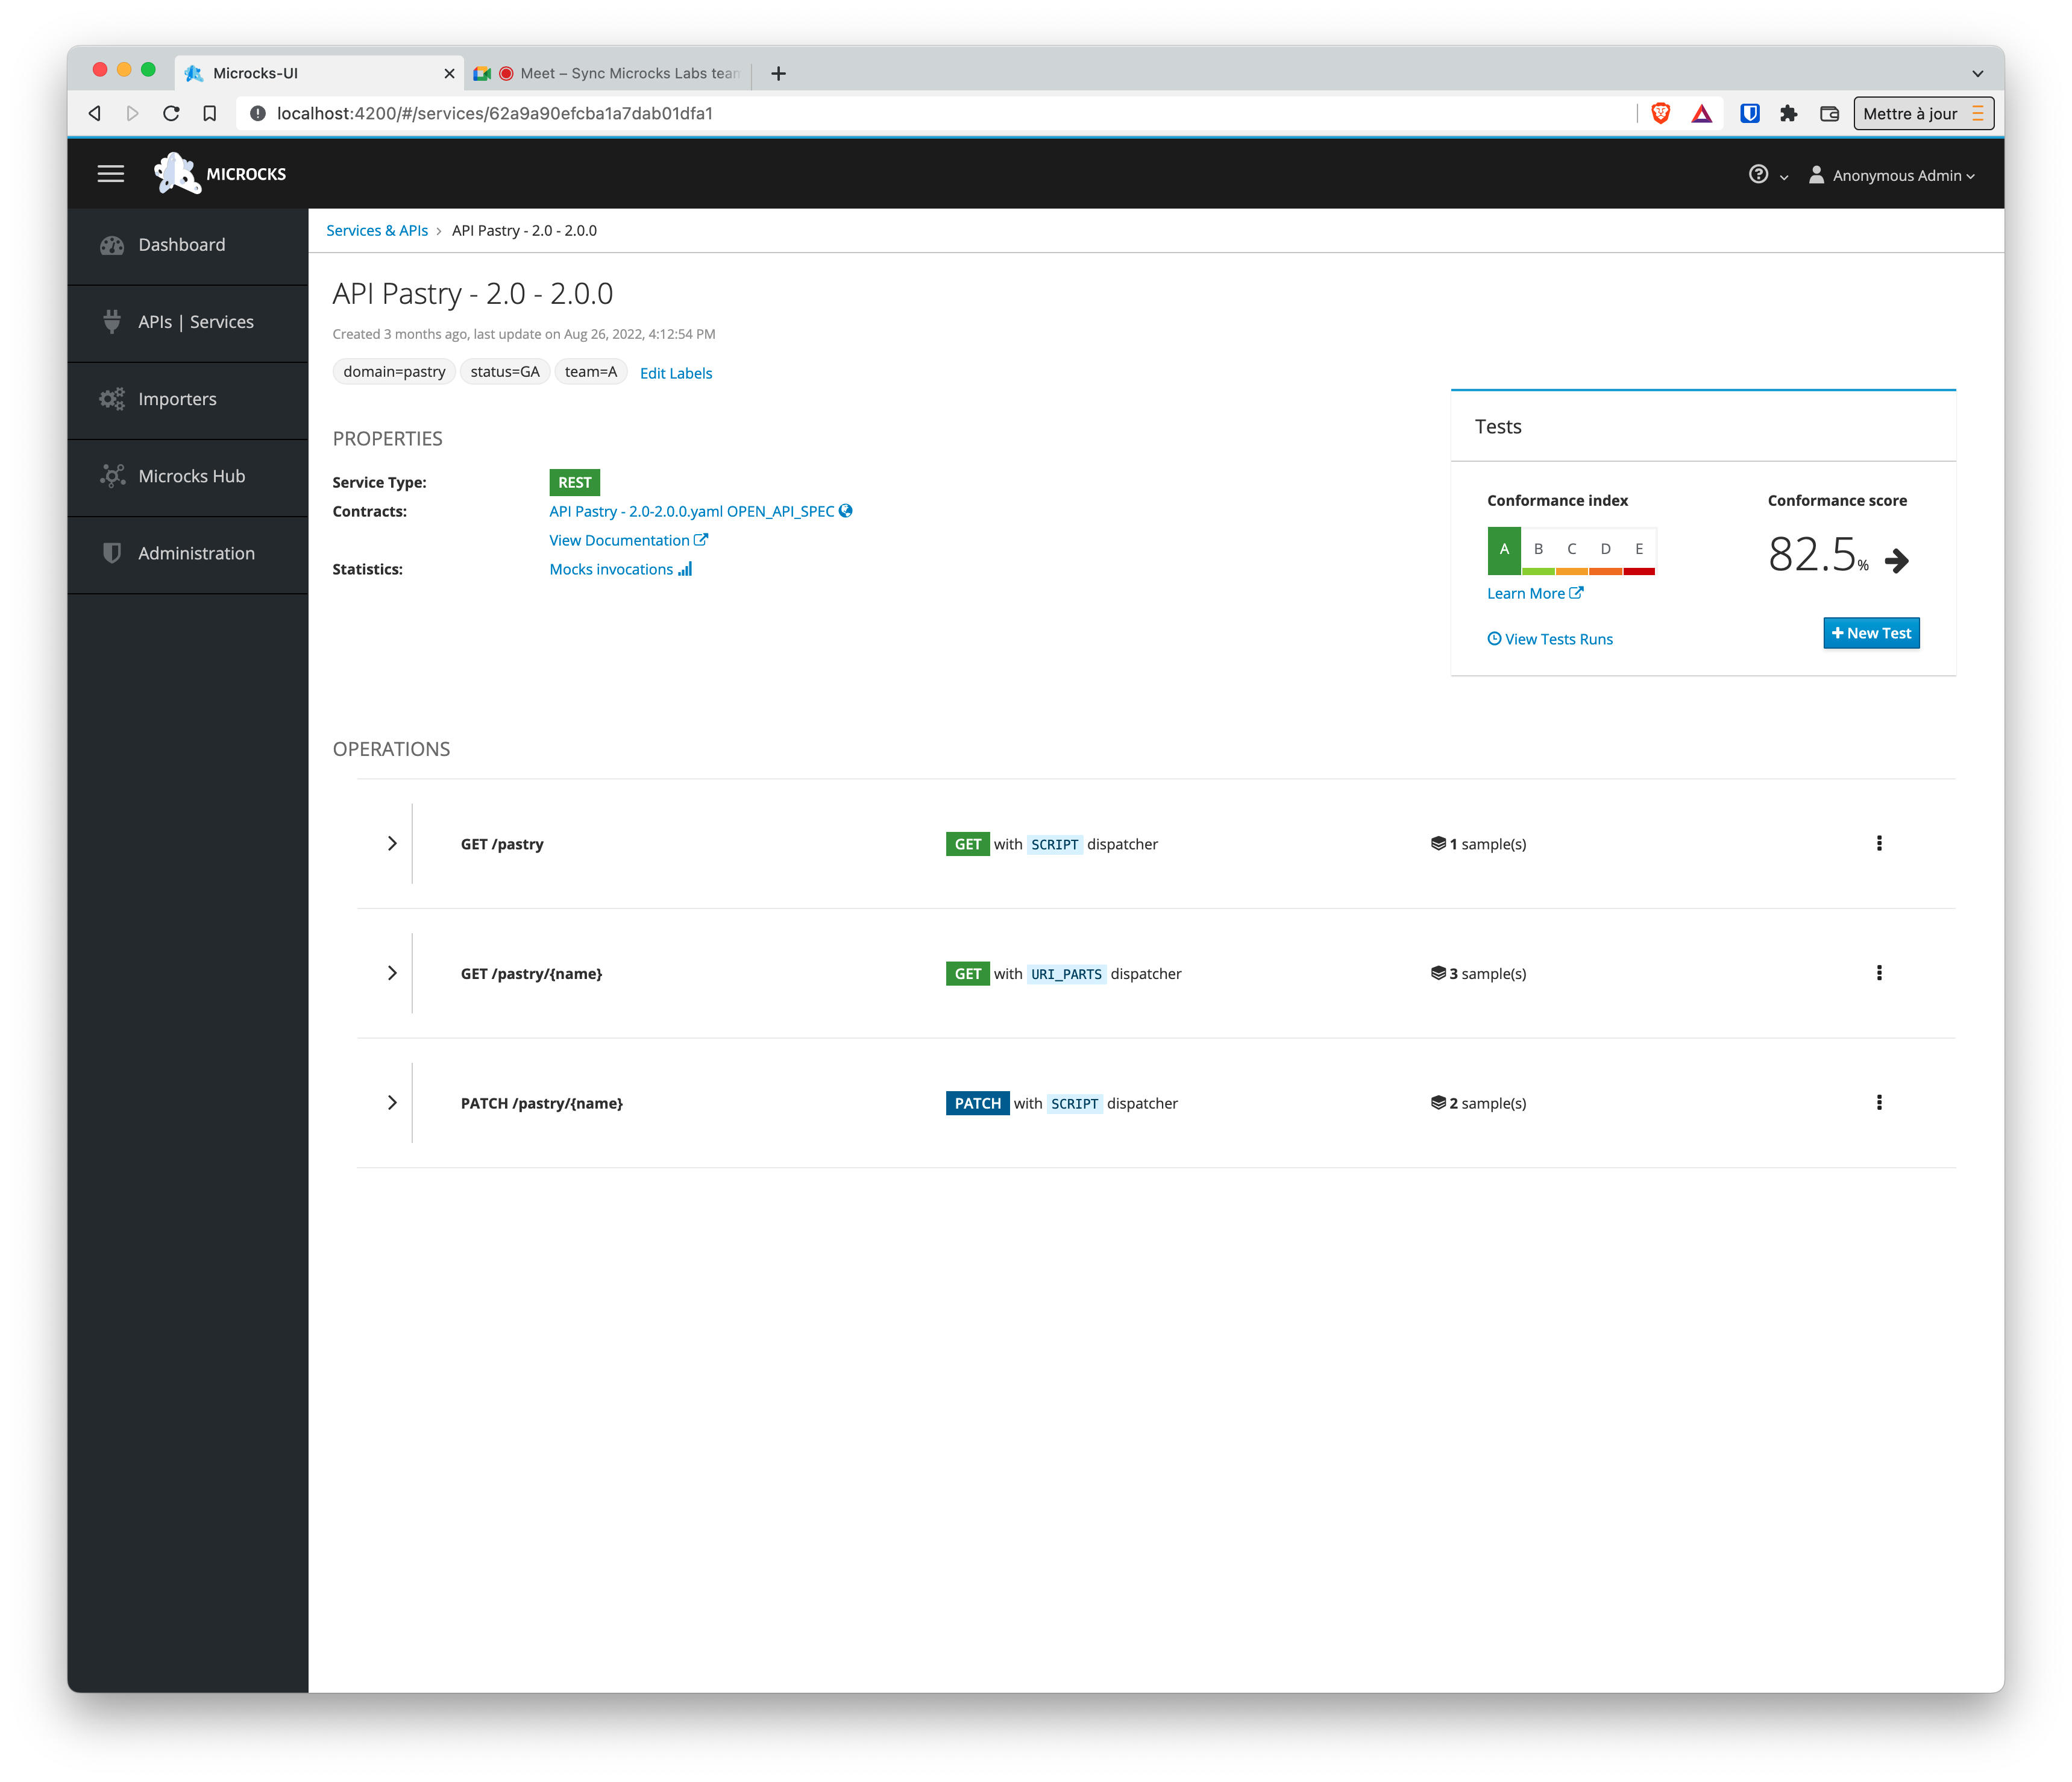 Microcks-UI
Meet – Sync Microcks Labs tean
localhost:4200/#/services/62a9a90efcba1a7dab01dfa1
Mettre à jour
MICROCKS
Anonymous Admin
Dashboard
APIs | Services
Importers
Microcks Hub
Administration
Services & APIs > API Pastry - 2.0 - 2.0.0
API Pastry - 2.0 - 2.0.0
Created 3 months ago, last update on Aug 26, 2022, 4:12:54 PM
domain=pastry status=GA team=A Edit Labels
PROPERTIES
Service Type: REST
Contracts: API Pastry - 2.0-2.0.0.yaml OPEN_API_SPEC
View Documentation
Statistics: Mocks invocations
Tests
Conformance index Conformance score
A B C D E
82.5%
Learn More
View Tests Runs
+ New Test
OPERATIONS
GET /pastry GET with SCRIPT dispatcher 1 sample(s)
GET /pastry/{name} GET with URI_PARTS dispatcher 3 sample(s)
PATCH /pastry/{name} PATCH with SCRIPT dispatcher 2 sample(s)